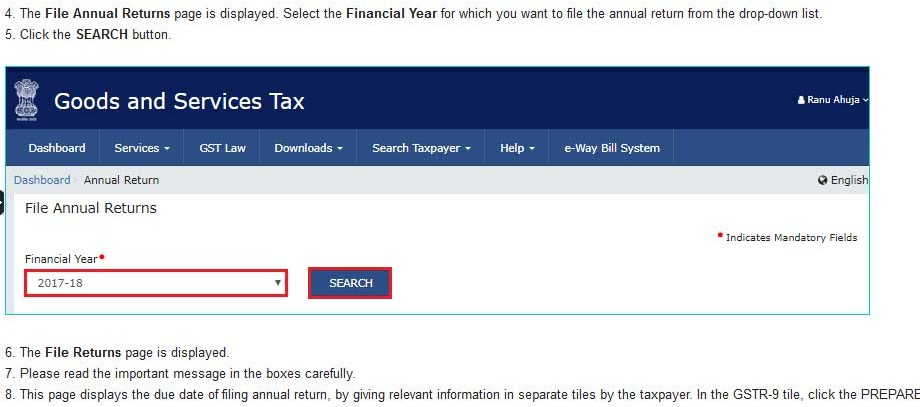 4. The File Annual Returns page is displayed. Select the Financial Year for which you want to file the annual return from the drop-down list.
5. Click the SEARCH button.
Goods and Services Tax
Ranu Ahuja
Dashboard Services GST Law Downloads Search Taxpayer Help e-Way Bill System
Dashboard Annual Return English
File Annual Returns
• Indicates Mandatory Fields
Financial Year•
2017-18 SEARCH
6. The File Returns page is displayed.
7. Please read the important message in the boxes carefully.
8. This page displays the due date of filing annual return, by giving relevant information in separate tiles by the taxpayer. In the GSTR-9 tile, click the PREPARE